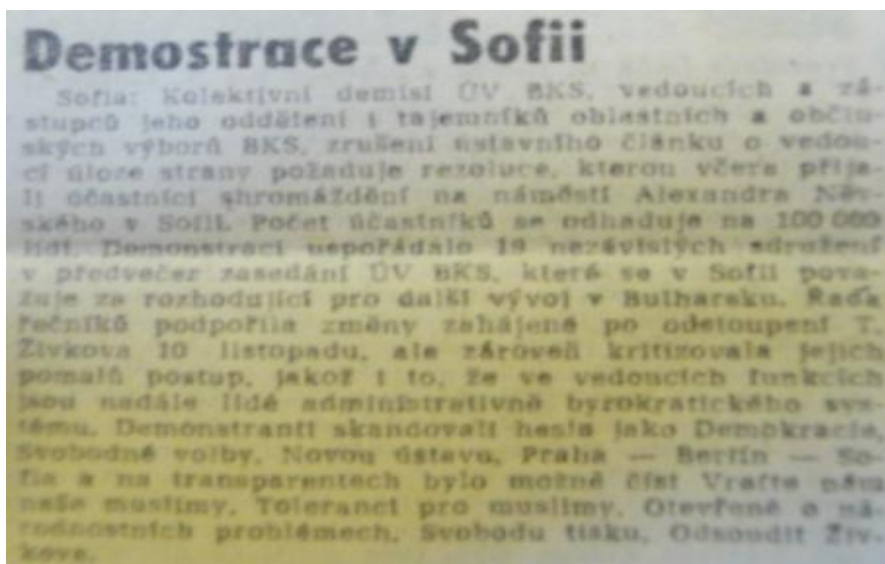 Demostrace v Sofii
Sofia: Kolektivní demisi ÚV BKS, vedoucích a zá-
stupců jeho oddělení i tajemníků oblastních a občin-
ských výborů BKS, zrušení ústavního článku o vedou-
cí úloze strany požaduje rezoluce, kterou včera přija-
li účastníci shromáždění na náměstí Alexandra Něv-
ského v Sofii. Počet účastníků se odhaduje na 100 000
lidí. Demonstraci uspořádalo 19 nezávislých sdružení
v předvečer zasedání ÚV BKS, které se v Sofii pova-
žuje za rozhodující pro další vývoj v Bulharsku. Řada
řečníků podpořila změny zahájené po odstoupení T.
Živkova 10 listopadu, ale zároveň kritizovala jejich
pomalý postup, jakož i to, že ve vedoucích funkcích
jsou nadále lidé administrativně byrokratického sys-
tému. Demonstranti skandovali hesla jako Demokracie,
Svobodné volby, Novou ústavu, Praha — Berlín — So-
fia a na transparentech bylo možné číst Vraťte nám
naše muslimy, Toleranci pro muslimy, Otevřeně o ná-
rodnostních problémech, Svobodu tisku, Odsoudit Živ-
kova.